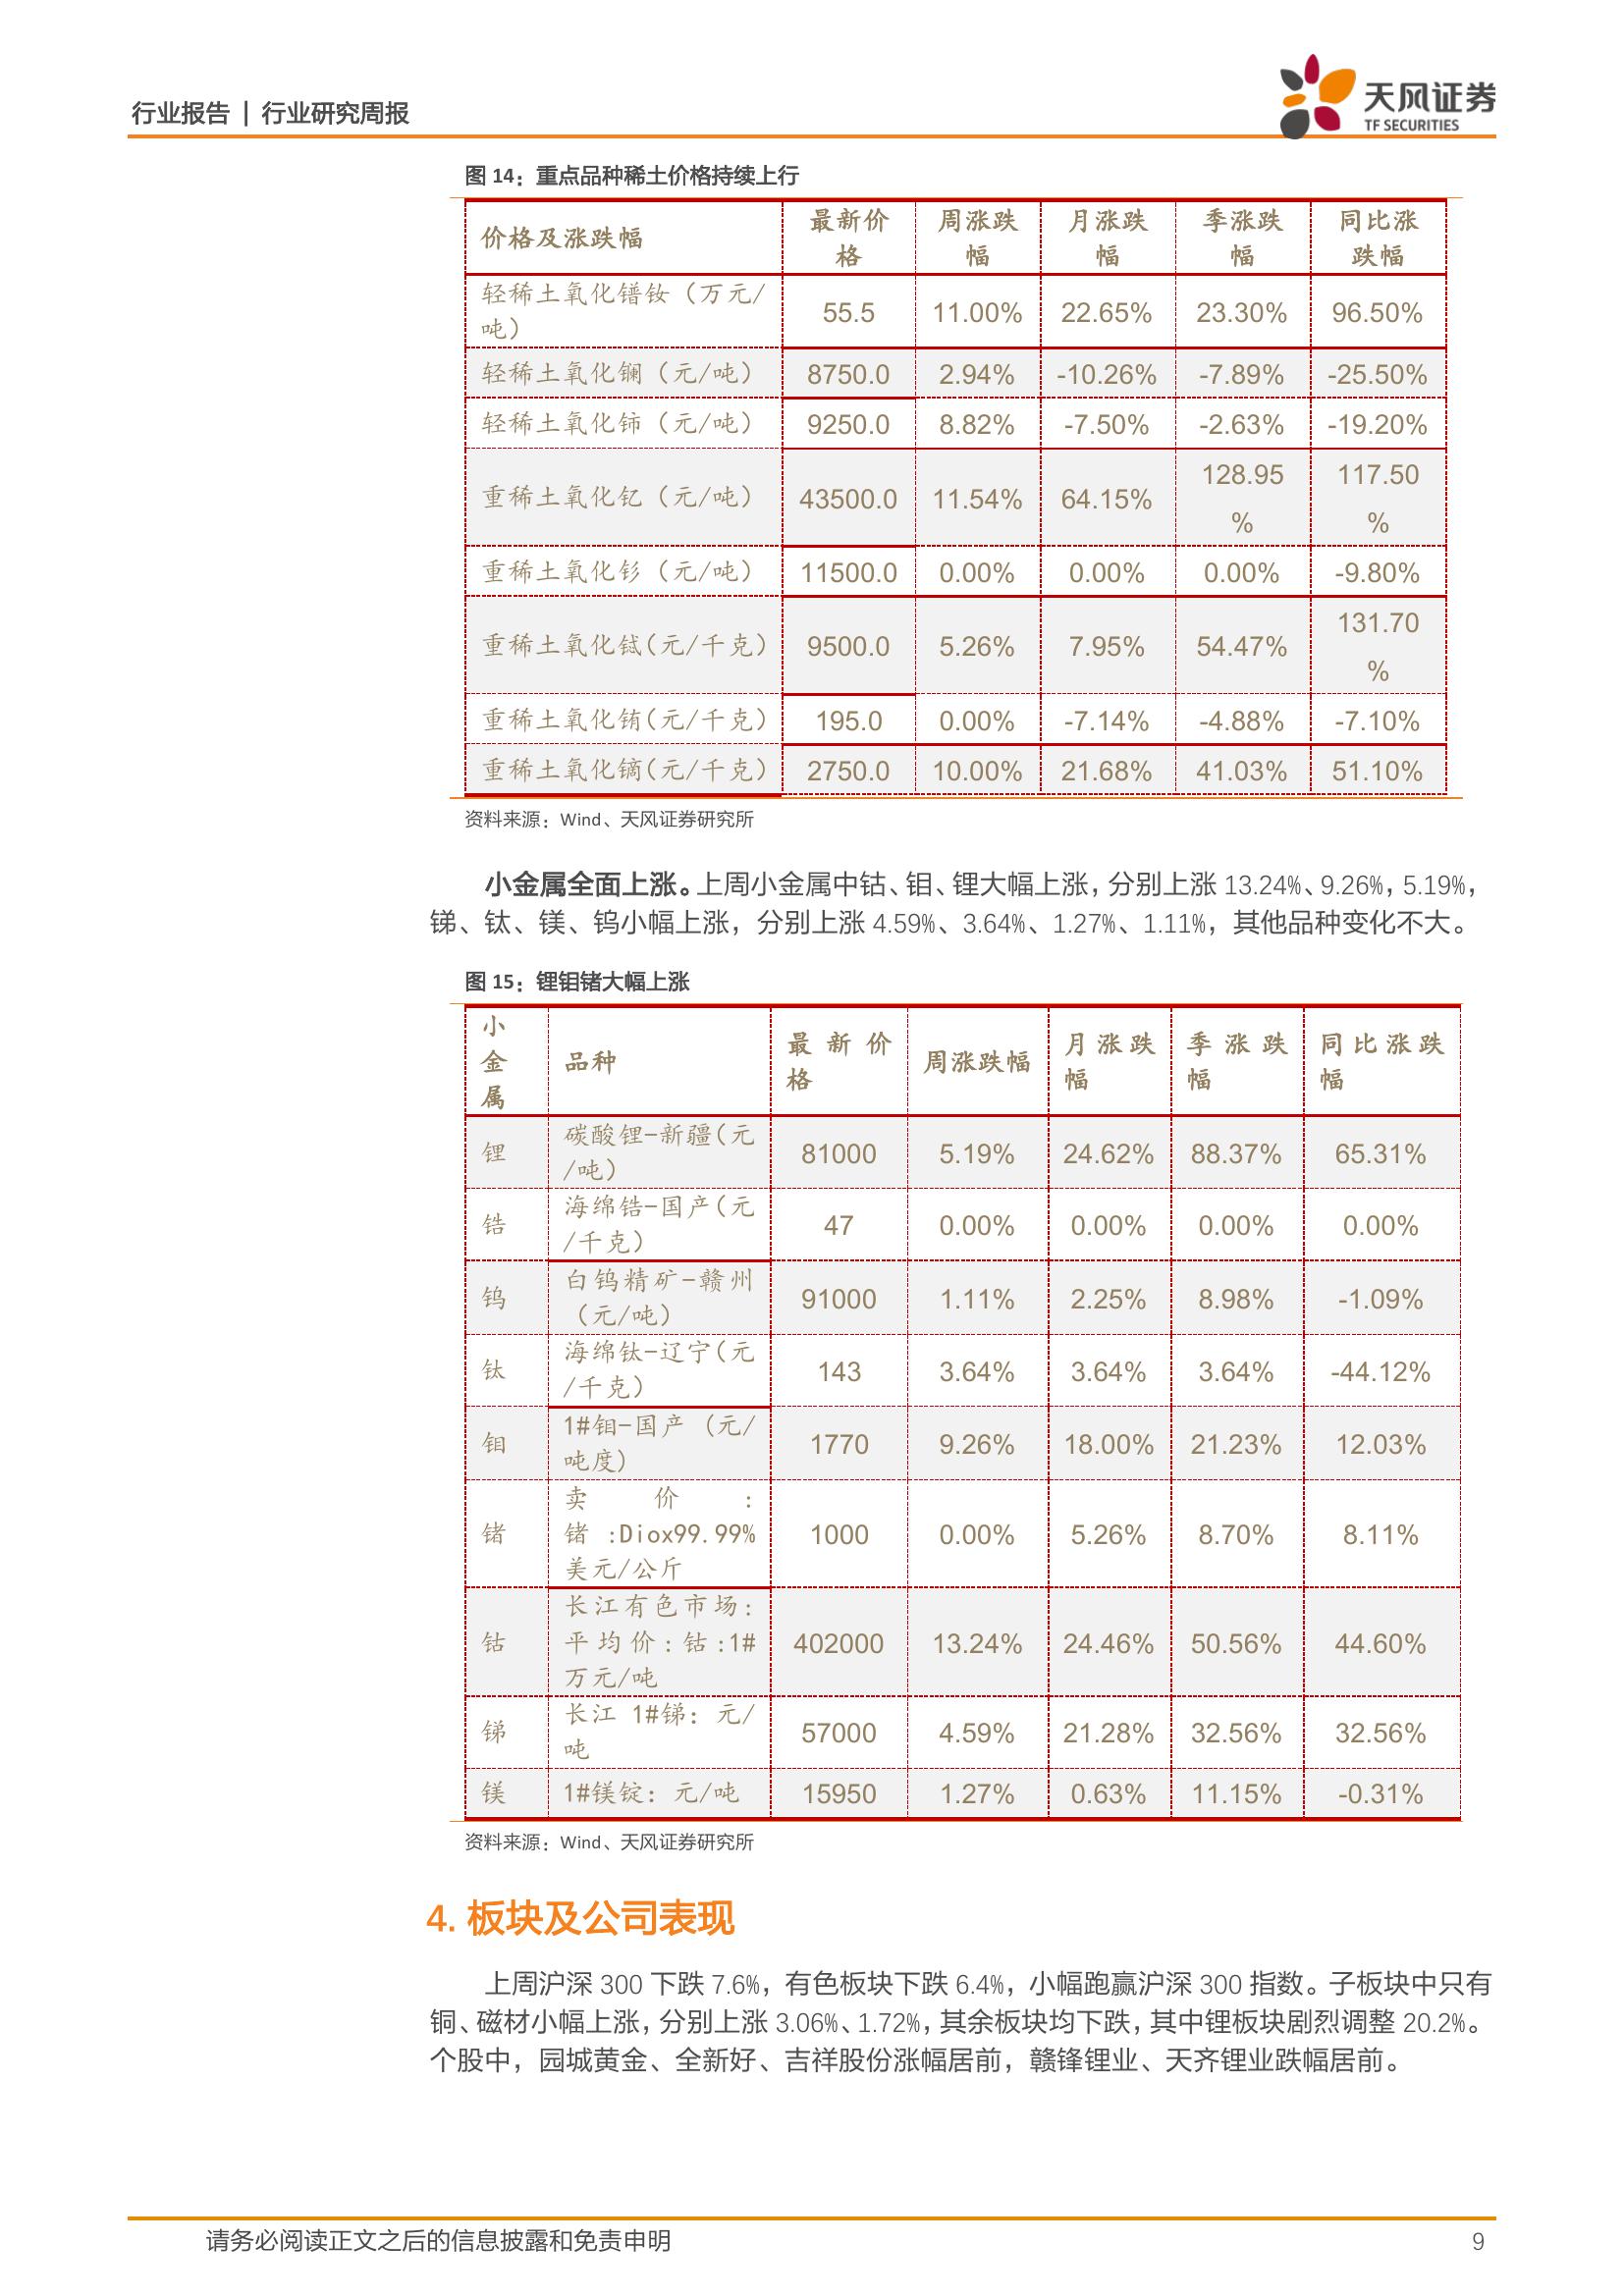 行业报告 | 行业研究周报
天风证券
TF SECURITIES
图 14：重点品种稀土价格持续上行
价格及涨跌幅 最新价格 周涨跌幅 月涨跌幅 季涨跌幅 同比涨跌幅
轻稀土氧化镨钕（万元/吨） 55.5 11.00% 22.65% 23.30% 96.50%
轻稀土氧化镧（元/吨） 8750.0 2.94% -10.26% -7.89% -25.50%
轻稀土氧化铈（元/吨） 9250.0 8.82% -7.50% -2.63% -19.20%
重稀土氧化钇（元/吨） 43500.0 11.54% 64.15% 128.95% 117.50%
重稀土氧化钐（元/吨） 11500.0 0.00% 0.00% 0.00% -9.80%
重稀土氧化铽(元/千克) 9500.0 5.26% 7.95% 54.47% 131.70%
重稀土氧化铕(元/千克) 195.0 0.00% -7.14% -4.88% -7.10%
重稀土氧化镝(元/千克) 2750.0 10.00% 21.68% 41.03% 51.10%
资料来源：Wind、天风证券研究所
小金属全面上涨。上周小金属中钴、钼、锂大幅上涨，分别上涨 13.24%、9.26%，5.19%，
锑、钛、镁、钨小幅上涨，分别上涨 4.59%、3.64%、1.27%、1.11%，其他品种变化不大。
图 15：锂钼锗大幅上涨
小金属 品种 最新价格 周涨跌幅 月涨跌幅 季涨跌幅 同比涨跌幅
锂 碳酸锂-新疆(元/吨) 81000 5.19% 24.62% 88.37% 65.31%
锆 海绵锆-国产(元/千克) 47 0.00% 0.00% 0.00% 0.00%
钨 白钨精矿-赣州（元/吨) 91000 1.11% 2.25% 8.98% -1.09%
钛 海绵钛-辽宁(元/千克) 143 3.64% 3.64% 3.64% -44.12%
钼 1#钼-国产（元/吨度) 1770 9.26% 18.00% 21.23% 12.03%
锗 卖价:锗:Diox99.99%美元/公斤 1000 0.00% 5.26% 8.70% 8.11%
钴 长江有色市场:平均价:钴:1#万元/吨 402000 13.24% 24.46% 50.56% 44.60%
锑 长江 1#锑：元/吨 57000 4.59% 21.28% 32.56% 32.56%
镁 1#镁锭：元/吨 15950 1.27% 0.63% 11.15% -0.31%
资料来源：Wind、天风证券研究所
4. 板块及公司表现
上周沪深 300 下跌 7.6%，有色板块下跌 6.4%，小幅跑赢沪深 300 指数。子板块中只有
铜、磁材小幅上涨，分别上涨 3.06%、1.72%，其余板块均下跌，其中锂板块剧烈调整 20.2%。
个股中，园城黄金、全新好、吉祥股份涨幅居前，赣锋锂业、天齐锂业跌幅居前。
请务必阅读正文之后的信息披露和免责申明 9